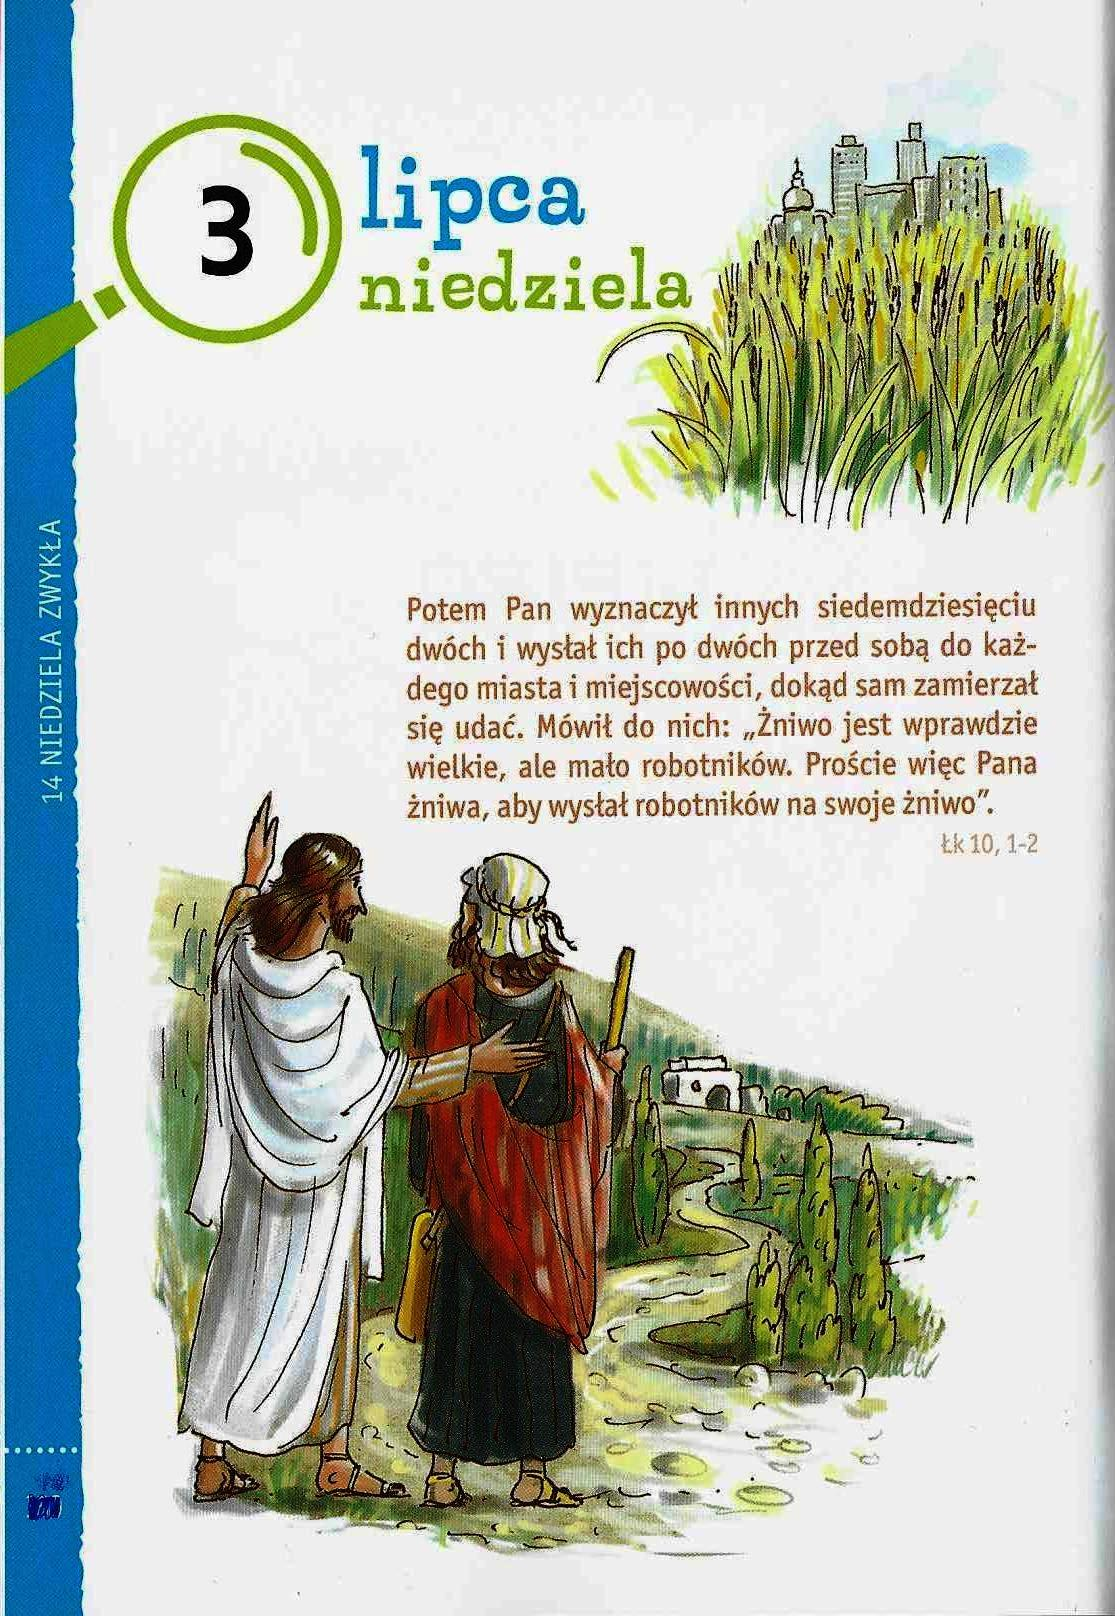 3
lipca
niedziela
14 NIEDZIELA ZWYKŁA
Potem Pan wyznaczył innych siedemdziesięciu
dwóch i wysłał ich po dwóch przed sobą do każ-
dego miasta i miejscowości, dokąd sam zamierzał
się udać. Mówił do nich: „Żniwo jest wprawdzie
wielkie, ale mało robotników. Proście więc Pana
żniwa, aby wysłał robotników na swoje żniwo”.
Łk 10, 1-2